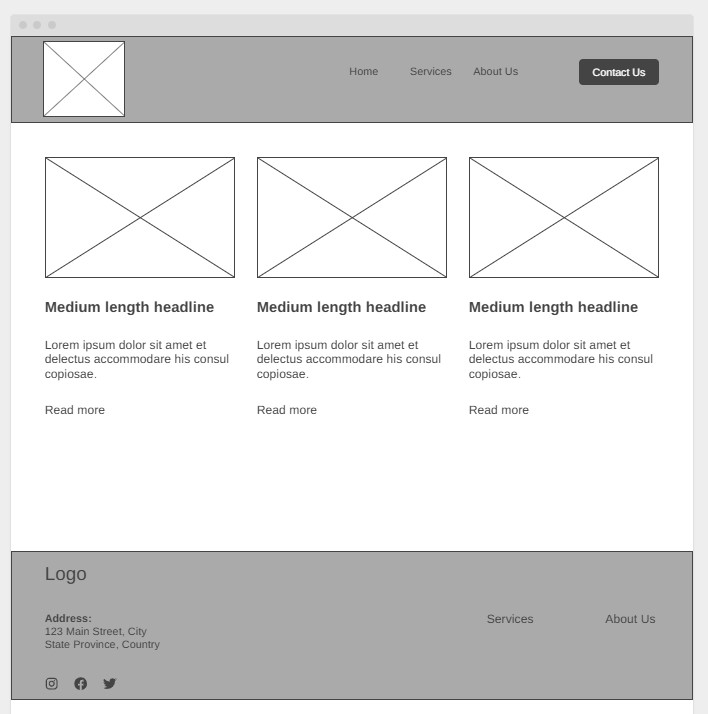 Home Services About Us Contact Us
Medium length headline
Lorem ipsum dolor sit amet et
delectus accommodare his consul
copiosae.
Read more
Medium length headline
Lorem ipsum dolor sit amet et
delectus accommodare his consul
copiosae.
Read more
Medium length headline
Lorem ipsum dolor sit amet et
delectus accommodare his consul
copiosae.
Read more
Logo
Address:
123 Main Street, City
State Province, Country
Services About Us